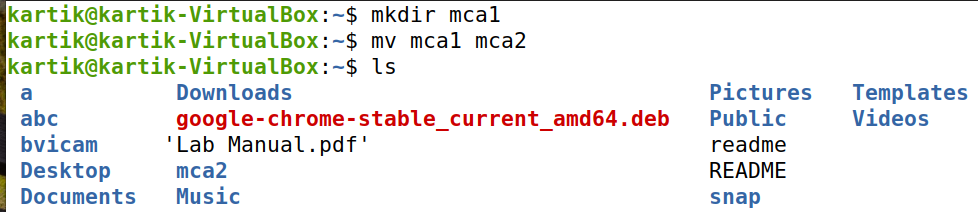 kartik@kartik-VirtualBox:~$ mkdir mca1
kartik@kartik-VirtualBox:~$ mv mca1 mca2
kartik@kartik-VirtualBox:~$ ls
a Downloads Pictures Templates
abc google-chrome-stable_current_amd64.deb Public Videos
bvicam 'Lab Manual.pdf' readme
Desktop mca2 README
Documents Music snap